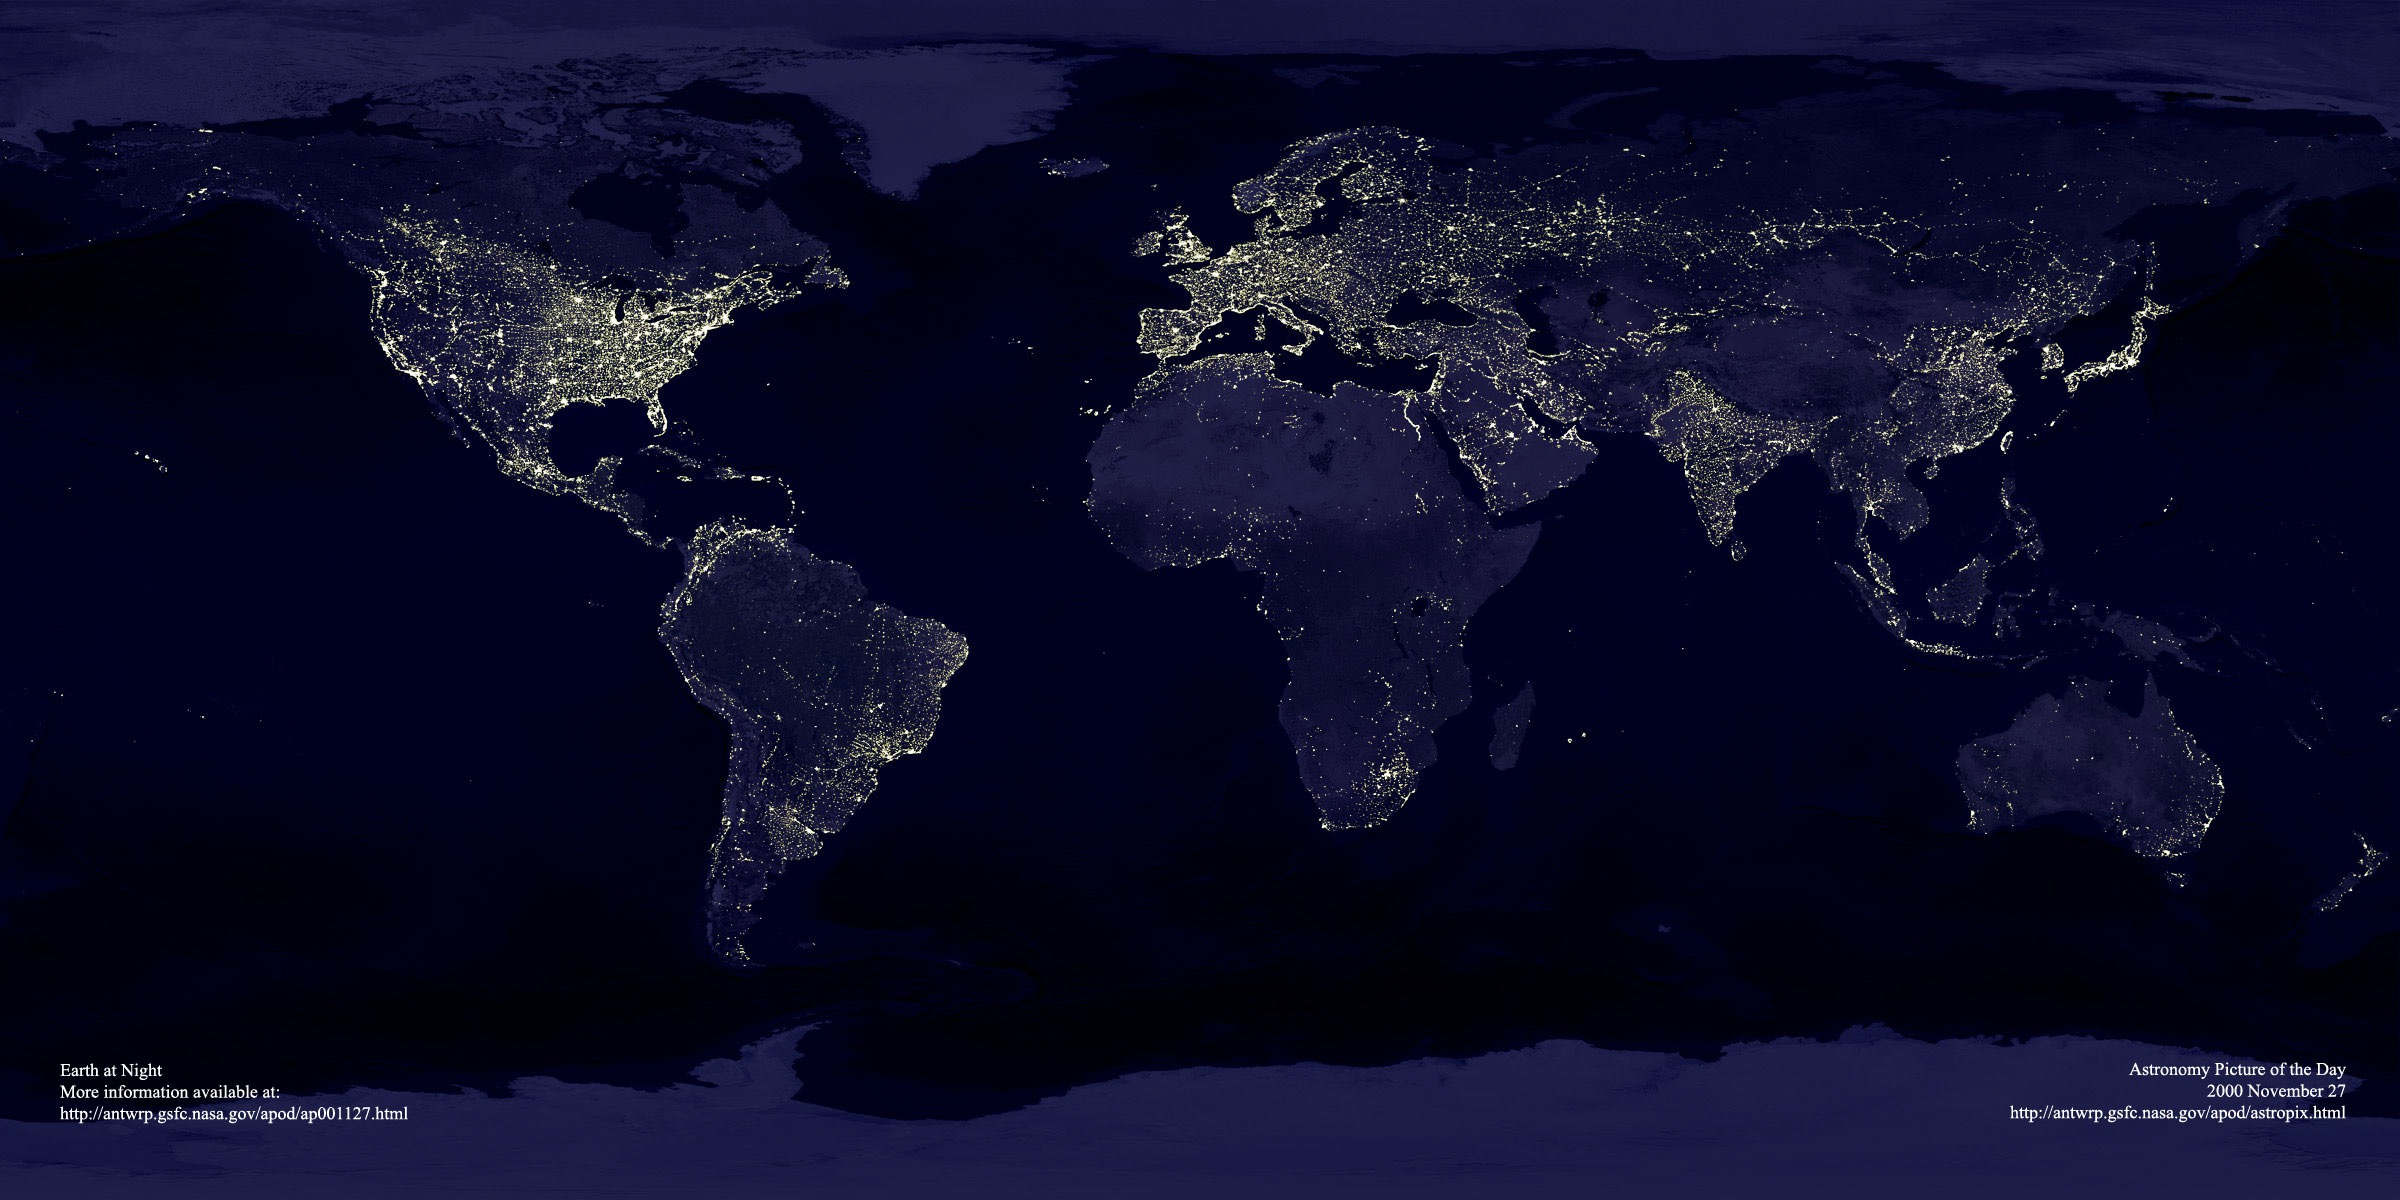 Earth at Night
More information available at:
http://antwrp.gsfc.nasa.gov/apod/ap001127.html
Astronomy Picture of the Day
2000 November 27
http://antwrp.gsfc.nasa.gov/apod/astropix.html